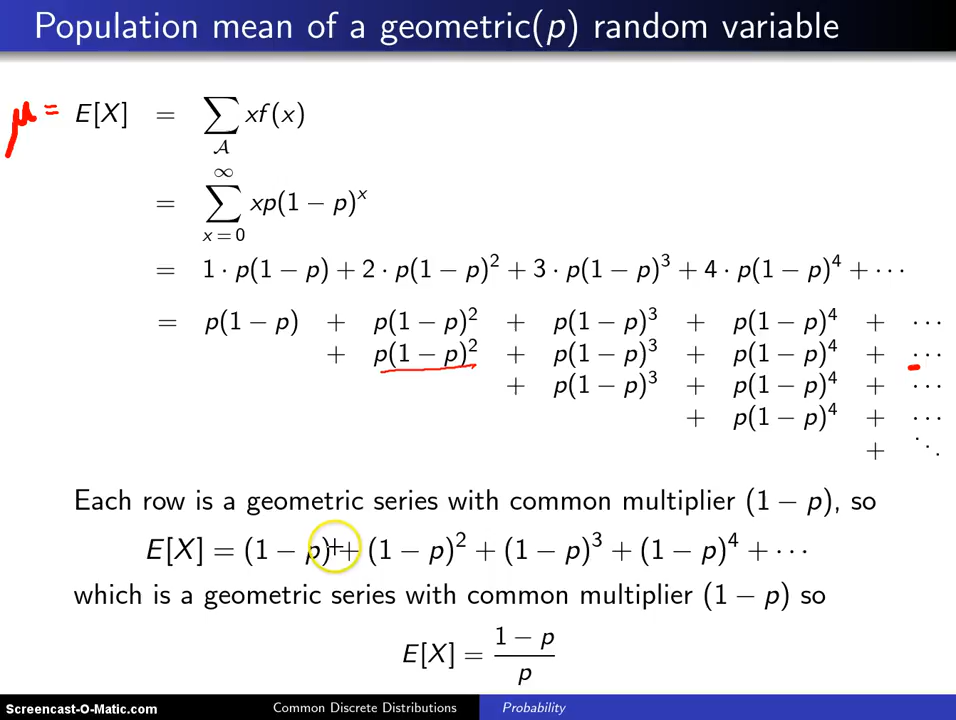 Population mean of a geometric(p) random variable
μ = E[X] = ∑ xf(x)
𝒜
∞
= ∑ xp(1 − p)^x
x = 0
= 1 · p(1 − p) + 2 · p(1 − p)^2 + 3 · p(1 − p)^3 + 4 · p(1 − p)^4 + ···
= p(1 − p) + p(1 − p)^2 + p(1 − p)^3 + p(1 − p)^4 + ···
+ p(1 − p)^2 + p(1 − p)^3 + p(1 − p)^4 + ···
+ p(1 − p)^3 + p(1 − p)^4 + ···
+ p(1 − p)^4 + ···
+ ⋱
Each row is a geometric series with common multiplier (1 − p), so
E[X] = (1 − p) + (1 − p)^2 + (1 − p)^3 + (1 − p)^4 + ···
which is a geometric series with common multiplier (1 − p) so
E[X] = (1 − p)/p
Screencast-O-Matic.com Common Discrete Distributions Probability